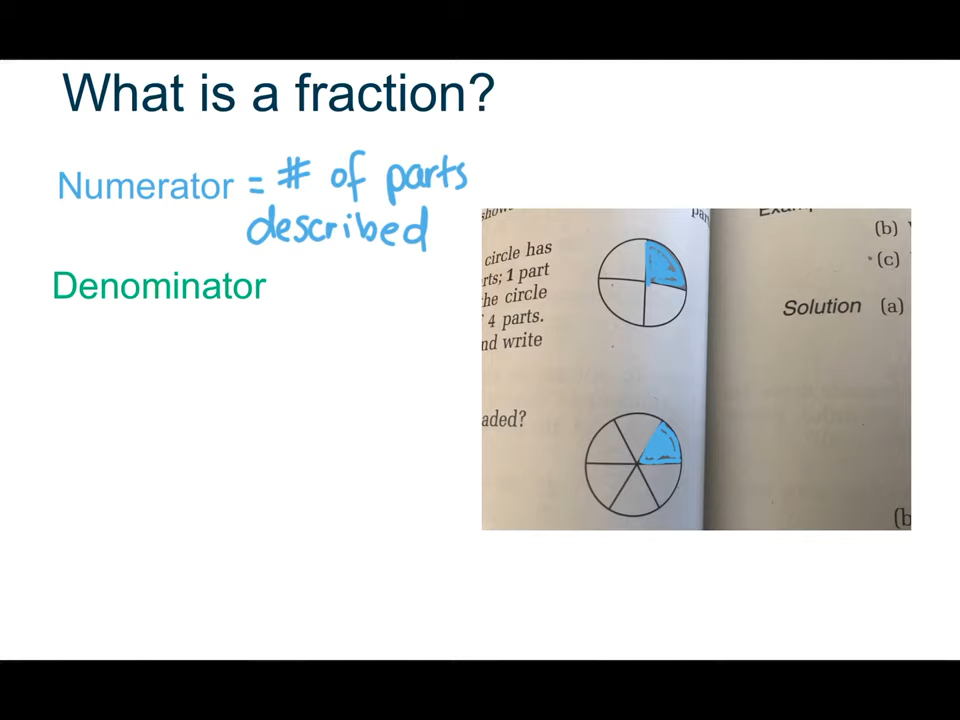 What is a fraction?
Numerator = # of parts
described
Denominator
circle has
rts; 1 part
he circle
4 parts.
nd write
aded?
(b)
(c)
Solution (a)
(b